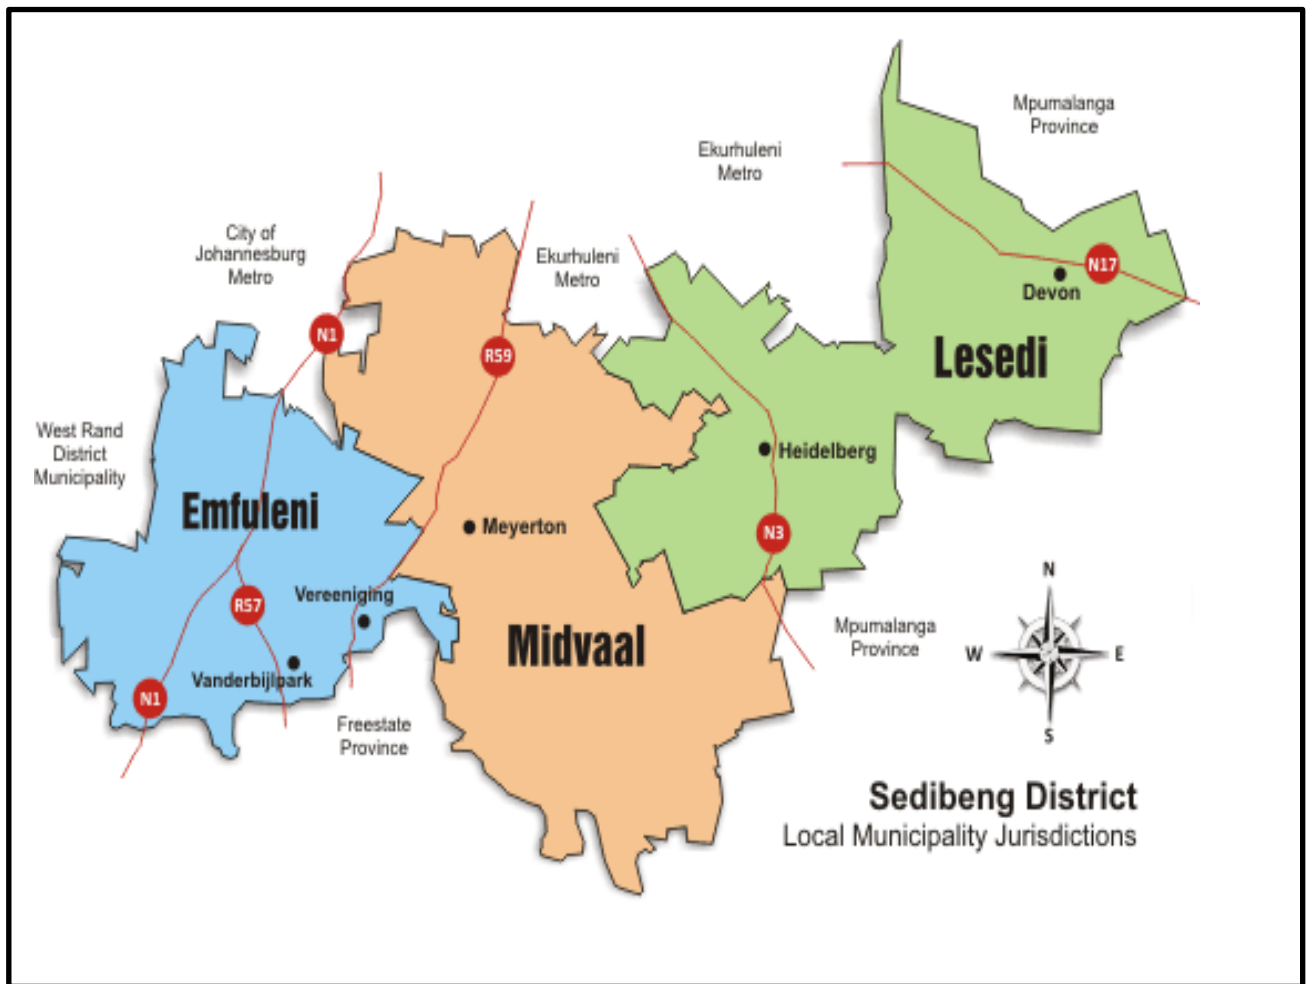 Mpumalanga
Province
Ekurhuleni
Metro
City of
Johannesburg
Metro
Ekurhuleni
Metro
N17
Devon
N1
R59
Lesedi
West Rand
District
Municipality
Heidelberg
Emfuleni
Meyerton
N3
N
Vereeniging
R57
Midvaal
Mpumalanga
Province
W
E
Vanderbijlpark
N1
Freestate
Province
S
Sedibeng District
Local Municipality Jurisdictions